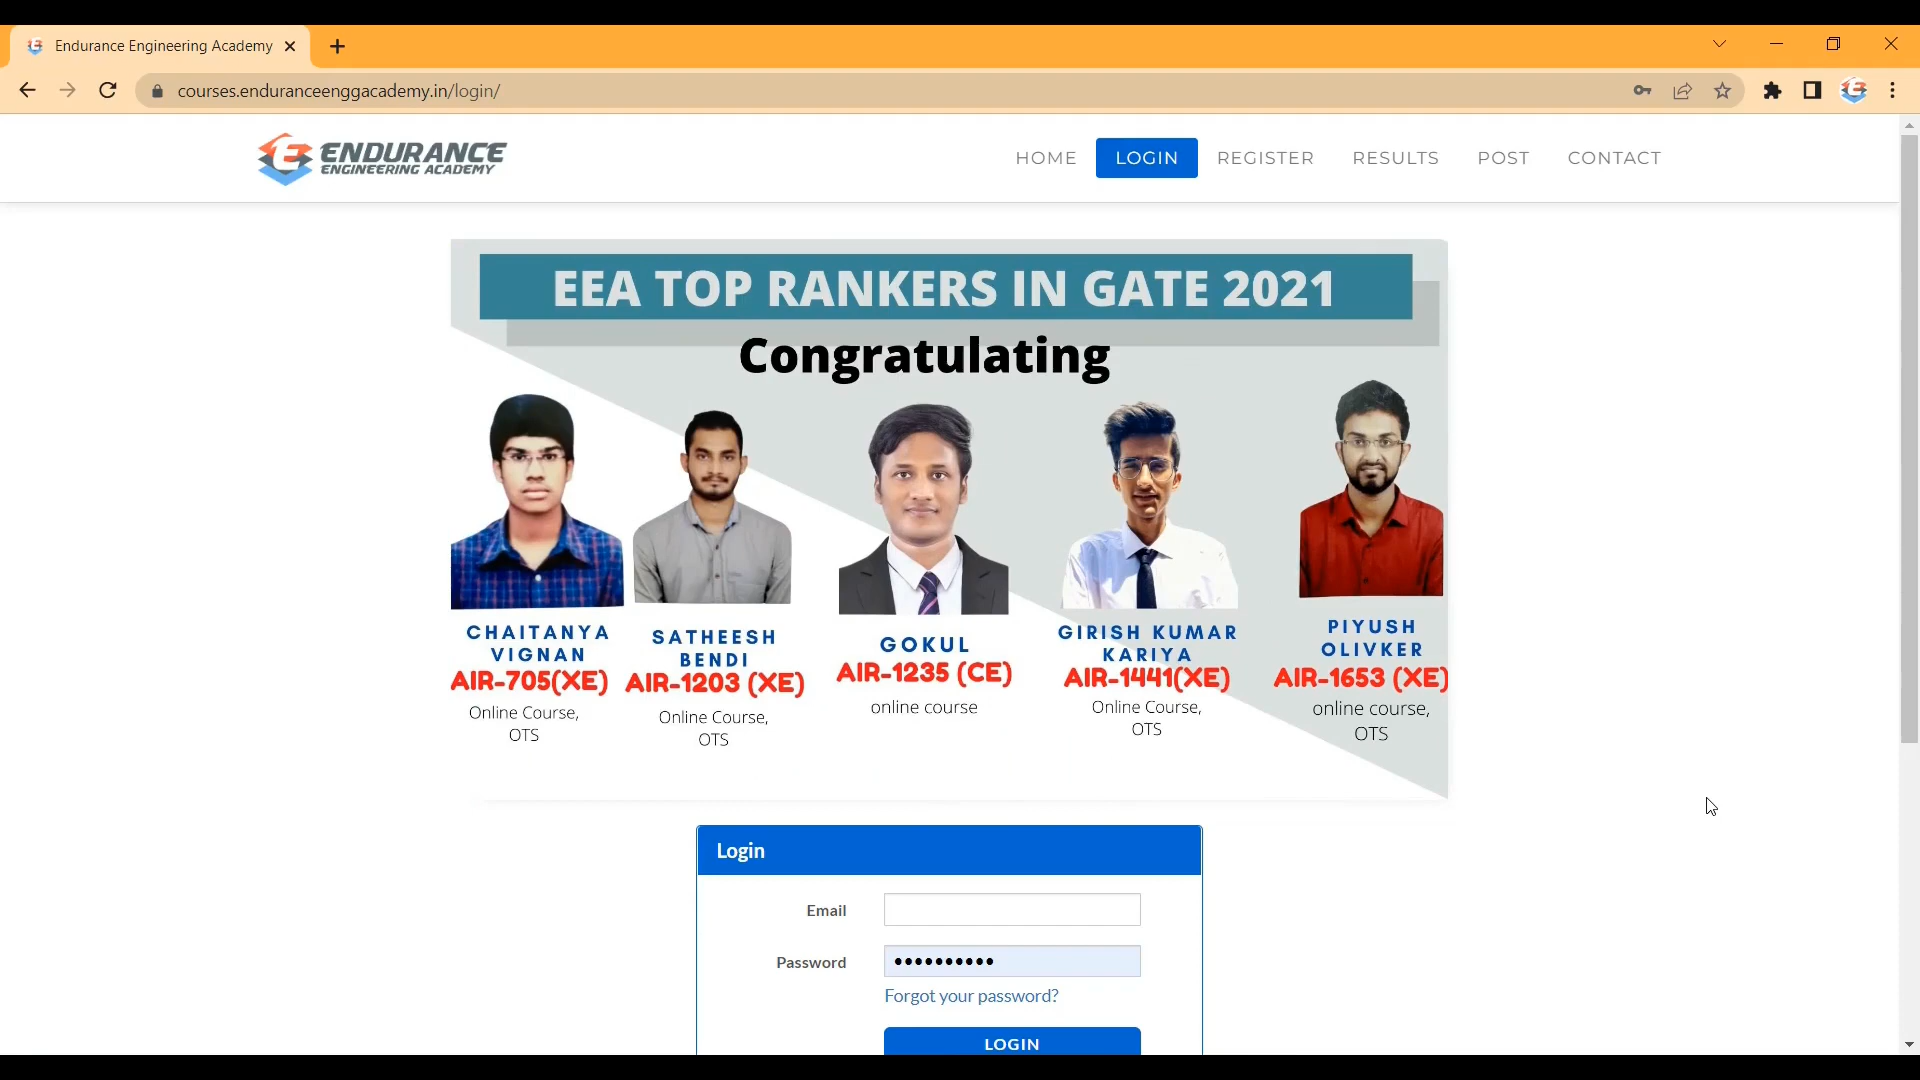 Endurance Engineering Academy
courses.enduranceenggacademy.in/login/
ENDURANCE
ENGINEERING ACADEMY
HOME LOGIN REGISTER RESULTS POST CONTACT
EEA TOP RANKERS IN GATE 2021
Congratulating
CHAITANYA
VIGNAN
AIR-705(XE)
Online Course,
OTS
SATHEESH
BENDI
AIR-1203 (XE)
Online Course,
OTS
GOKUL
AIR-1235 (CE)
online course
GIRISH KUMAR
KARIYA
AIR-1441(XE)
Online Course,
OTS
PIYUSH
OLIVKER
AIR-1653 (XE)
online course,
OTS
Login
Email
Password
Forgot your password?
LOGIN